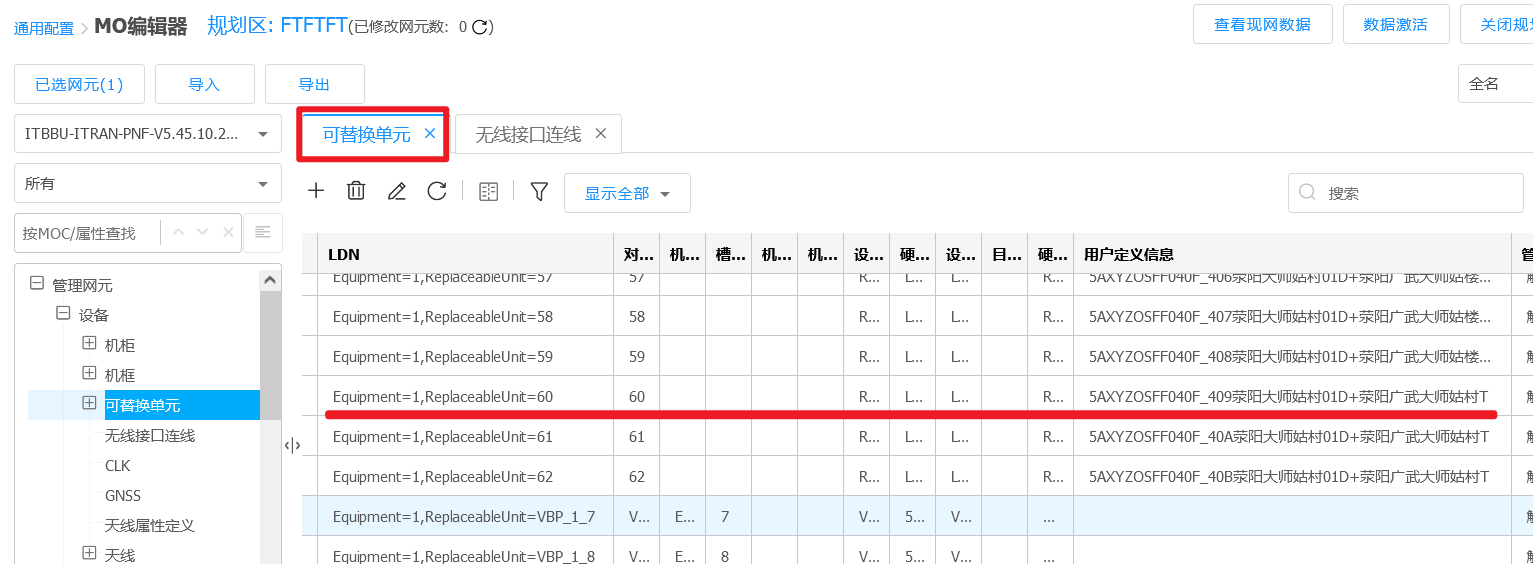 通用配置 > MO编辑器 规划区: FTFTFT(已修改网元数: 0 )
查看现网数据 数据激活 关闭规
已选网元(1) 导入 导出
全名
ITBBU-ITRAN-PNF-V5.45.10.2...
可替换单元 × 无线接口连线 ×
所有
显示全部
搜索
按MOC/属性查找
LDN 对... 机... 槽... 机... 机... 设... 硬... 设... 目... 硬... 用户定义信息
管理网元
设备
机柜
机框
可替换单元
无线接口连线
CLK
GNSS
天线属性定义
天线
Equipment=1,ReplaceableUnit=57 57 R... L... L... R... 5AXYZOSFF040F_406荥阳大师姑村01D+荥阳广武大师姑楼...
Equipment=1,ReplaceableUnit=58 58 R... L... L... R... 5AXYZOSFF040F_407荥阳大师姑村01D+荥阳广武大师姑楼...
Equipment=1,ReplaceableUnit=59 59 R... L... L... R... 5AXYZOSFF040F_408荥阳大师姑村01D+荥阳广武大师姑楼...
Equipment=1,ReplaceableUnit=60 60 R... L... L... R... 5AXYZOSFF040F_409荥阳大师姑村01D+荥阳广武大师姑村T
Equipment=1,ReplaceableUnit=61 61 R... L... L... R... 5AXYZOSFF040F_40A荥阳大师姑村01D+荥阳广武大师姑村T
Equipment=1,ReplaceableUnit=62 62 R... L... L... R... 5AXYZOSFF040F_40B荥阳大师姑村01D+荥阳广武大师姑村T
Equipment=1,ReplaceableUnit=VBP_1_7 V... E... 7 V... 5... V... ...
Equipment=1,ReplaceableUnit=VBP_1_8 V... E... 8 V... 5... V... ...